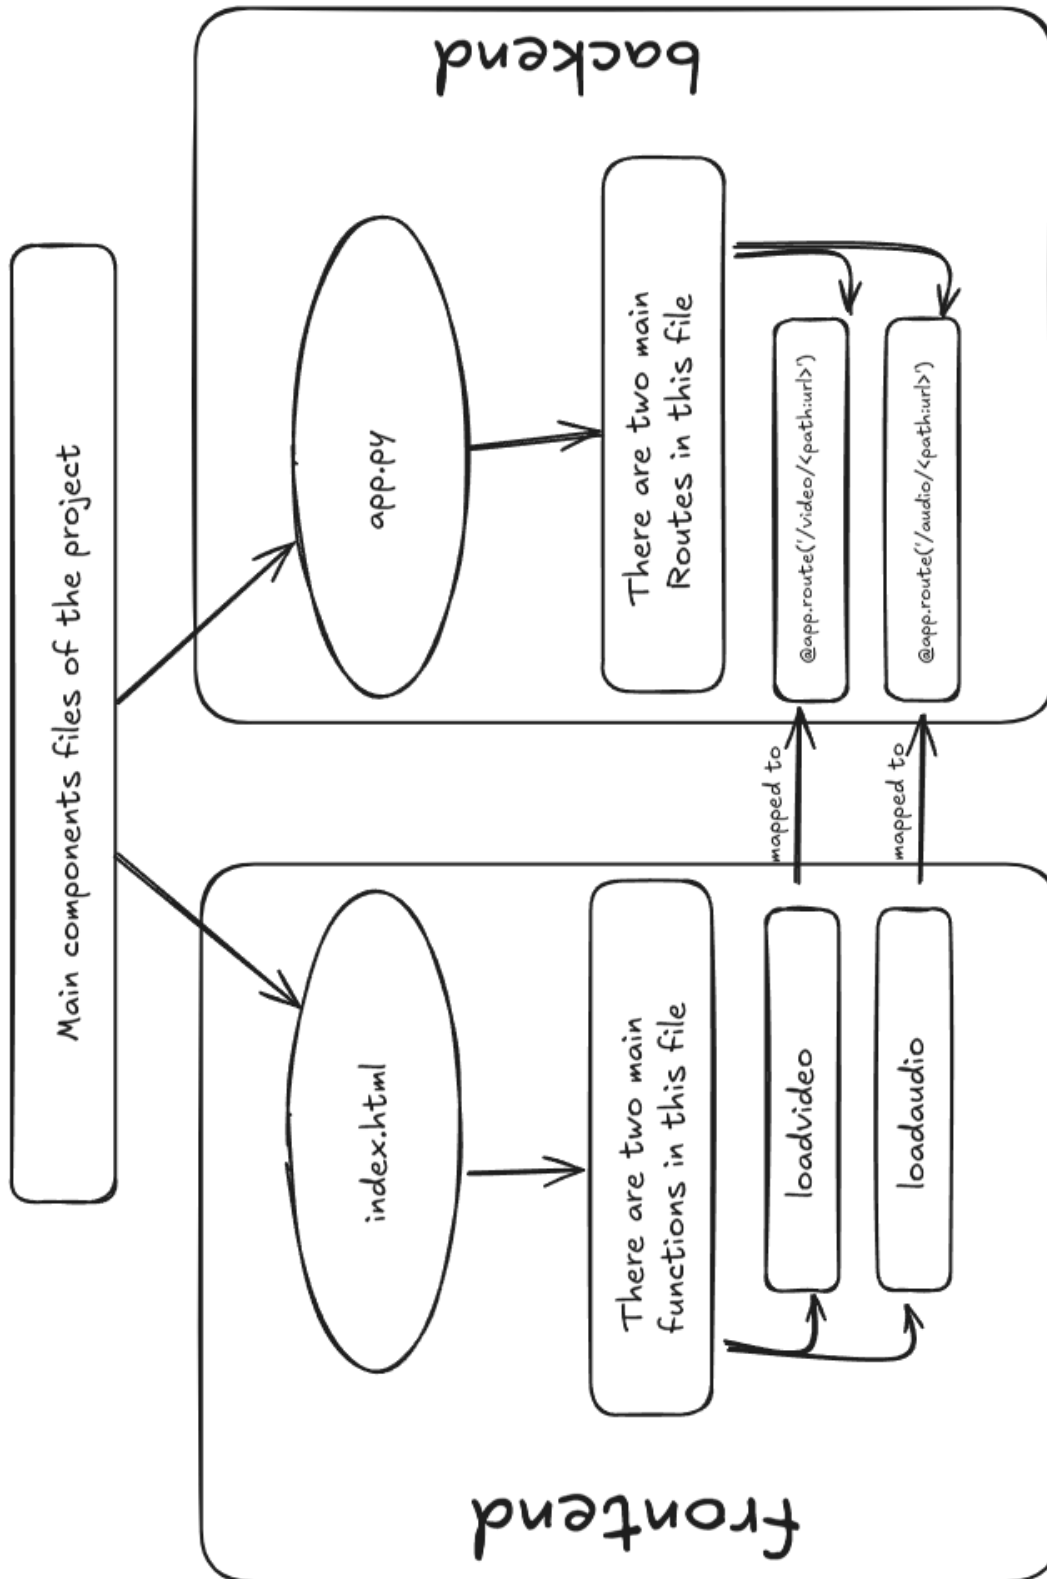 Main components files of the project
frontend
index.html
There are two main
functions in this file
loadvideo
loadaudio
mapped to
mapped to
backend
app.py
There are two main
Routes in this file
@app.route('/video/<path:url>')
@app.route('/audio/<path:url>')